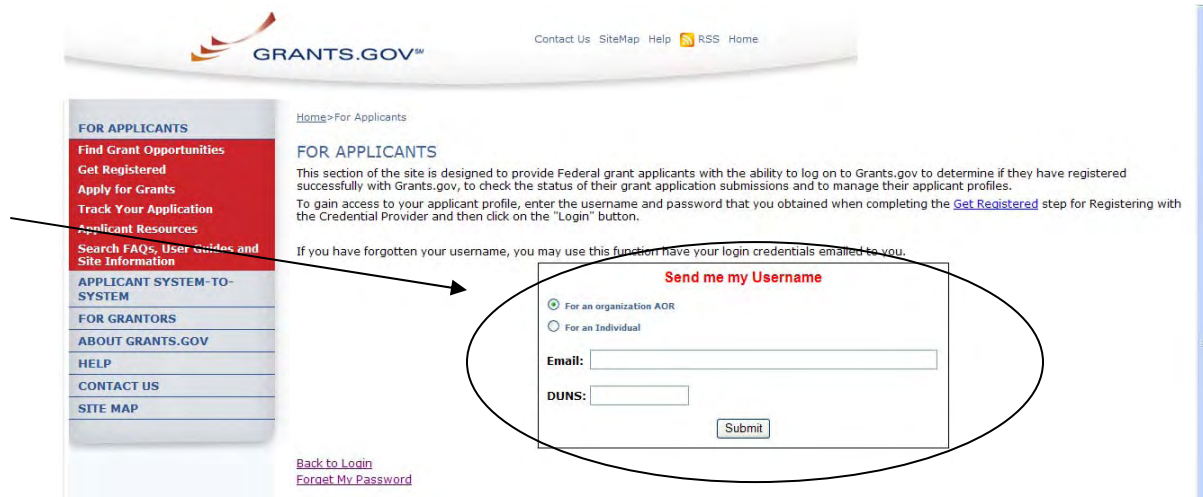 GRANTS.GOV℠
Contact Us SiteMap Help RSS Home
FOR APPLICANTS
Find Grant Opportunities
Get Registered
Apply for Grants
Track Your Application
Applicant Resources
Search FAQs, User Guides and
Site Information
APPLICANT SYSTEM-TO-
SYSTEM
FOR GRANTORS
ABOUT GRANTS.GOV
HELP
CONTACT US
SITE MAP
Home>For Applicants
FOR APPLICANTS
This section of the site is designed to provide Federal grant applicants with the ability to log on to Grants.gov to determine if they have registered
successfully with Grants.gov, to check the status of their grant application submissions and to manage their applicant profiles.
To gain access to your applicant profile, enter the username and password that you obtained when completing the Get Registered step for Registering with
the Credential Provider and then click on the "Login" button.
If you have forgotten your username, you may use this function have your login credentials emailed to you.
Send me my Username
For an organization AOR
For an Individual
Email:
DUNS:
Submit
Back to Login
Forget My Password